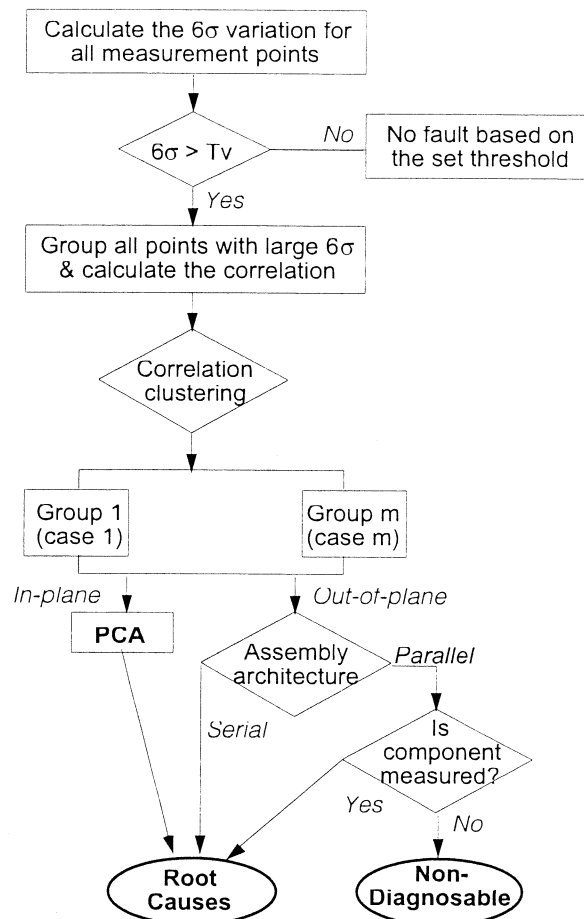 Calculate the 6σ variation for
all measurement points
6σ > Tv
No
No fault based on
the set threshold
Yes
Group all points with large 6σ
& calculate the correlation
Correlation
clustering
Group 1
(case 1)
Group m
(case m)
In-plane
Out-of-plane
PCA
Assembly
architecture
Parallel
Serial
Is
component
measured?
Yes
No
Root
Causes
Non-
Diagnosable